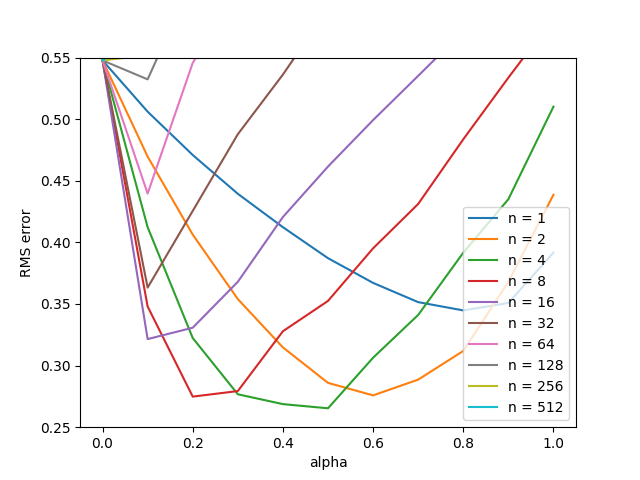 0.55
0.50
0.45
0.40
0.35
0.30
0.25
RMS error
0.0 0.2 0.4 0.6 0.8 1.0
alpha
n = 1
n = 2
n = 4
n = 8
n = 16
n = 32
n = 64
n = 128
n = 256
n = 512